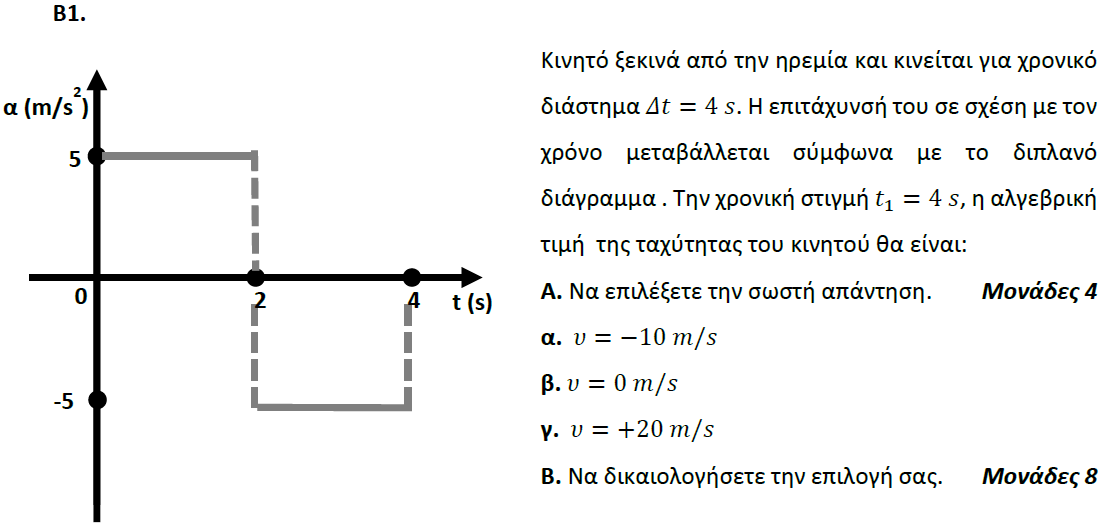 Β1.
α (m/s²)
5
0
2
4
t (s)
-5
Κινητό ξεκινά από την ηρεμία και κινείται για χρονικό
διάστημα Δt = 4 s. Η επιτάχυνσή του σε σχέση με τον
χρόνο μεταβάλλεται σύμφωνα με το διπλανό
διάγραμμα . Την χρονική στιγμή t₁ = 4 s, η αλγεβρική
τιμή της ταχύτητας του κινητού θα είναι:
Α. Να επιλέξετε την σωστή απάντηση. Μονάδες 4
α. υ = −10 m/s
β. υ = 0 m/s
γ. υ = +20 m/s
Β. Να δικαιολογήσετε την επιλογή σας. Μονάδες 8